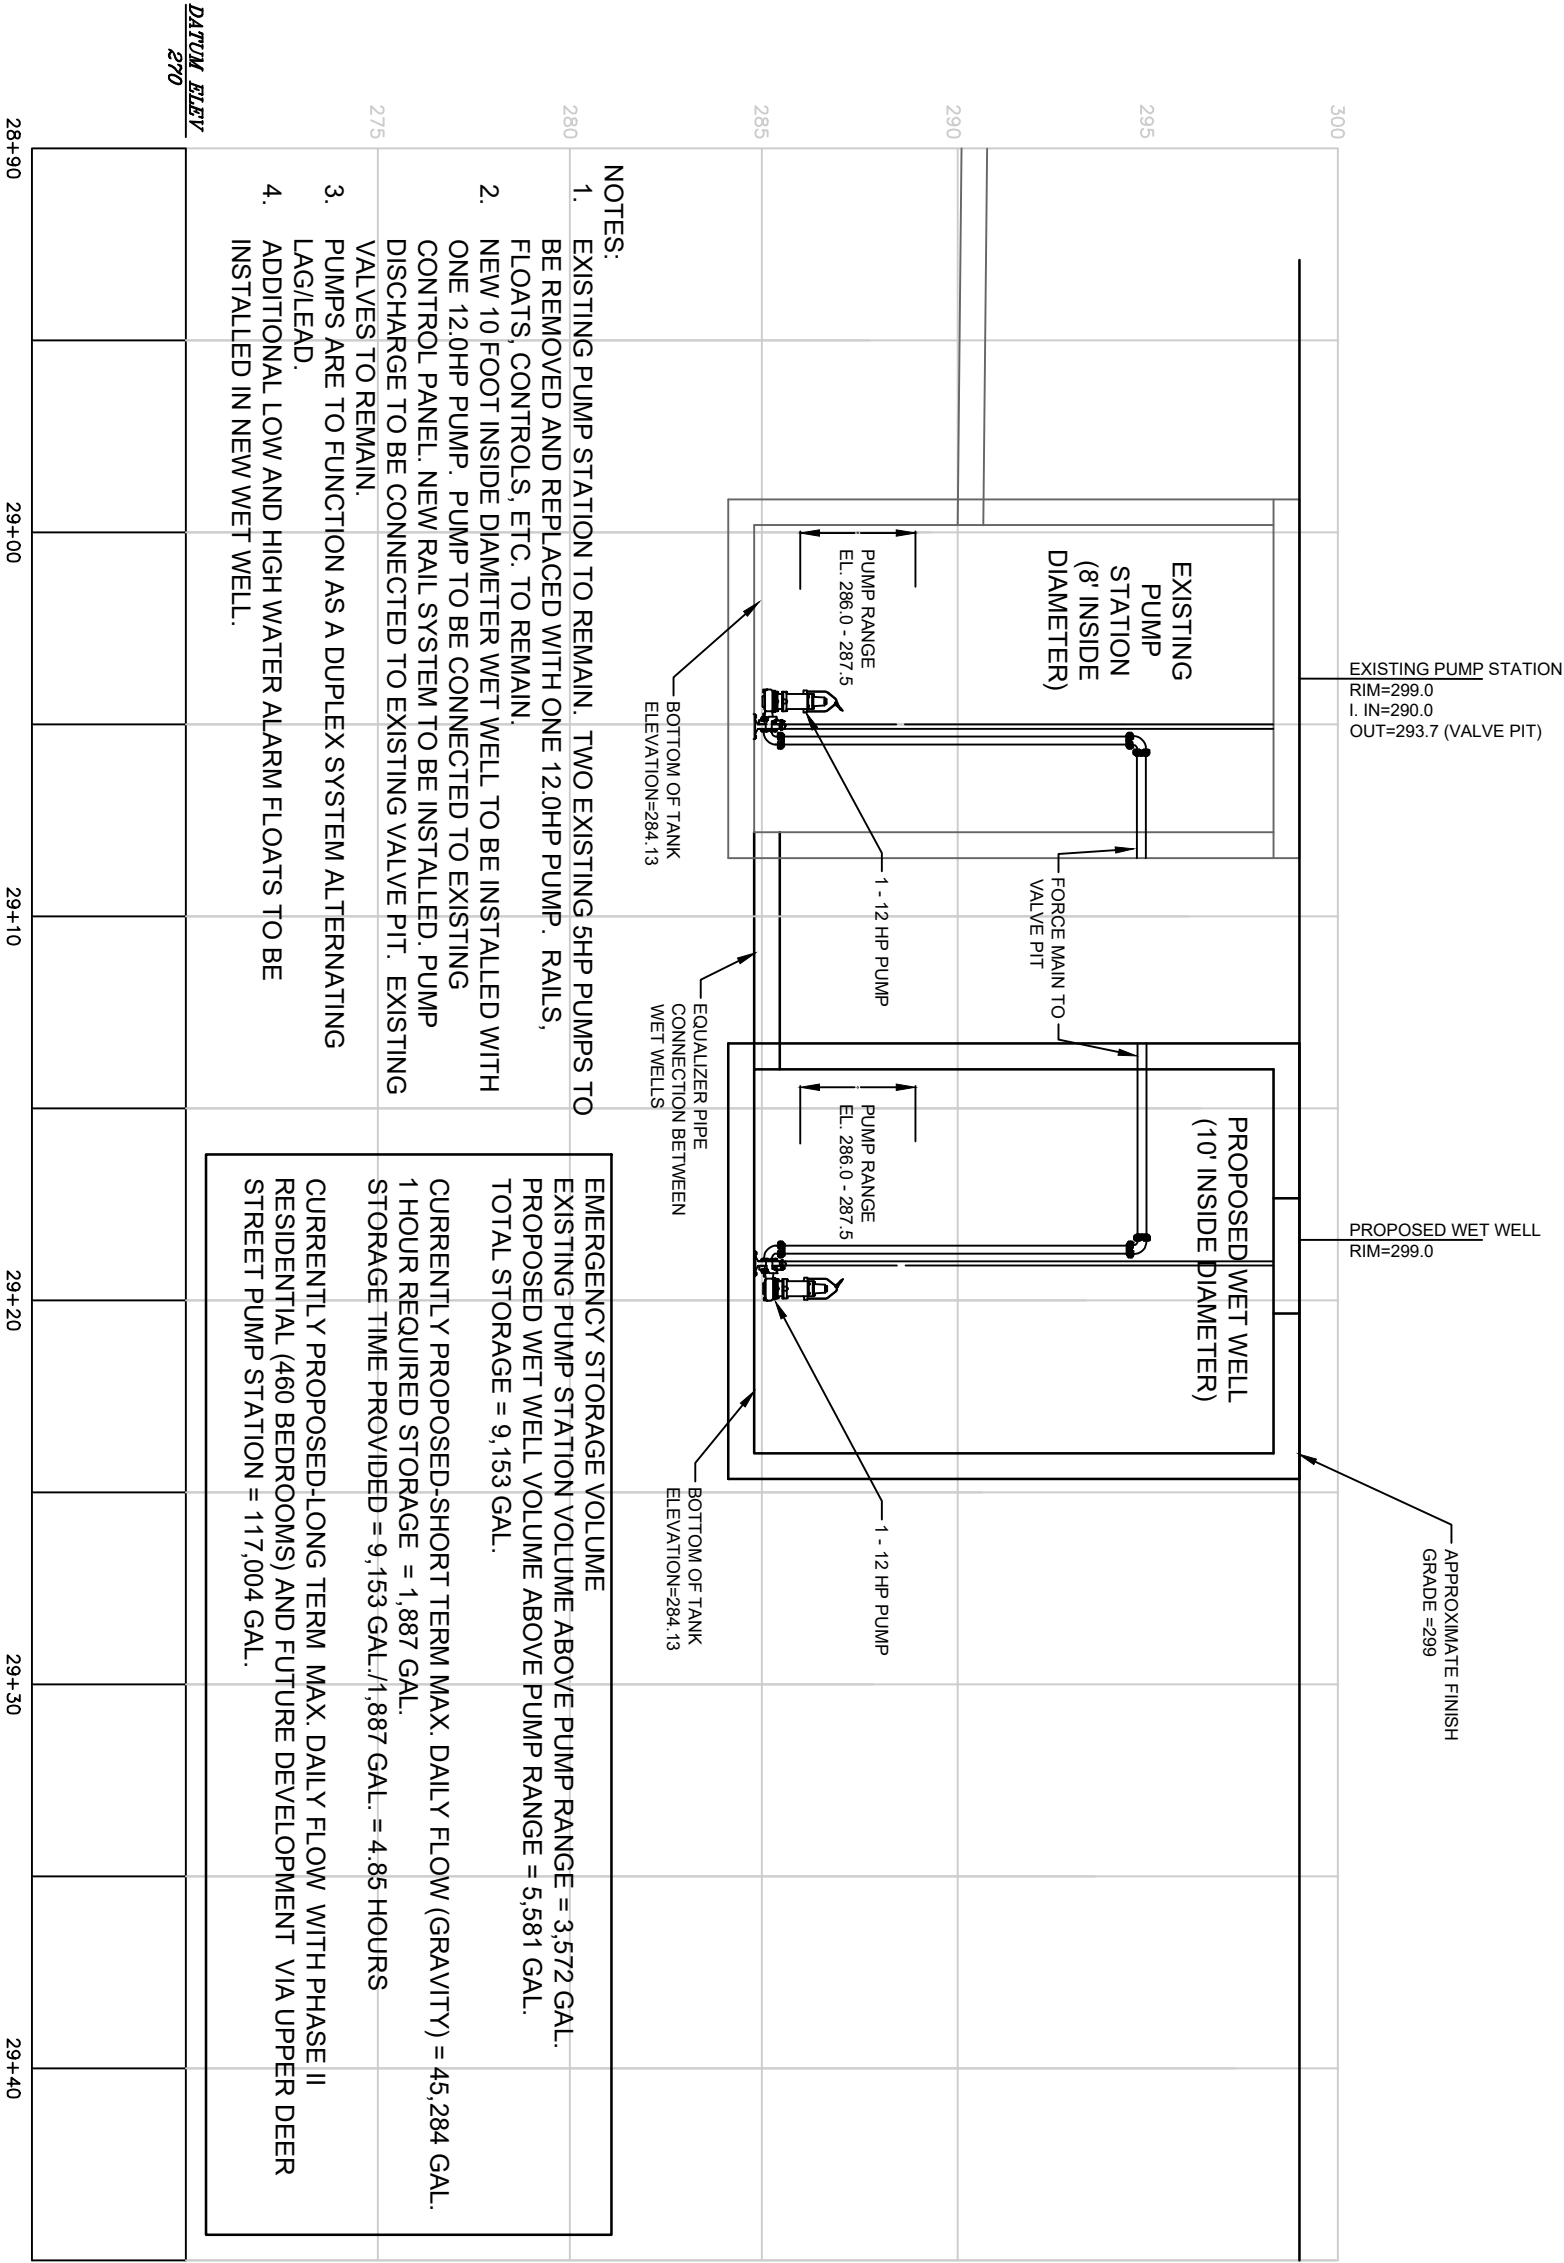 EXISTING PUMP STATION
RIM=299.0
I. IN=290.0
OUT=293.7 (VALVE PIT)
PROPOSED WET WELL
RIM=299.0
APPROXIMATE FINISH
GRADE =299
300
295
290
285
280
275
DATUM ELEV
270
EXISTING
PUMP
STATION
(8' INSIDE
DIAMETER)
PUMP RANGE
EL. 286.0 - 287.5
BOTTOM OF TANK
ELEVATION=284.13
1 - 12 HP PUMP
FORCE MAIN TO
VALVE PIT
EQUALIZER PIPE
CONNECTION BETWEEN
WET WELLS
PROPOSED WET WELL
(10' INSIDE DIAMETER)
PUMP RANGE
EL. 286.0 - 287.5
1 - 12 HP PUMP
BOTTOM OF TANK
ELEVATION=284.13
NOTES:
1. EXISTING PUMP STATION TO REMAIN. TWO EXISTING 5HP PUMPS TO
BE REMOVED AND REPLACED WITH ONE 12.0HP PUMP . RAILS,
FLOATS, CONTROLS, ETC. TO REMAIN.
2. NEW 10 FOOT INSIDE DIAMETER WET WELL TO BE INSTALLED WITH
ONE 12.0HP PUMP. PUMP TO BE CONNECTED TO EXISTING
CONTROL PANEL. NEW RAIL SYSTEM TO BE INSTALLED. PUMP
DISCHARGE TO BE CONNECTED TO EXISTING VALVE PIT. EXISTING
VALVES TO REMAIN.
3. PUMPS ARE TO FUNCTION AS A DUPLEX SYSTEM ALTERNATING
LAG/LEAD.
4. ADDITIONAL LOW AND HIGH WATER ALARM FLOATS TO BE
INSTALLED IN NEW WET WELL.
EMERGENCY STORAGE VOLUME
EXISTING PUMP STATION VOLUME ABOVE PUMP RANGE = 3,572 GAL.
PROPOSED WET WELL VOLUME ABOVE PUMP RANGE = 5,581 GAL.
TOTAL STORAGE = 9,153 GAL.
CURRENTLY PROPOSED-SHORT TERM MAX. DAILY FLOW (GRAVITY) = 45,284 GAL.
1 HOUR REQUIRED STORAGE = 1,887 GAL.
STORAGE TIME PROVIDED = 9,153 GAL./1,887 GAL. = 4.85 HOURS
CURRENTLY PROPOSED-LONG TERM MAX. DAILY FLOW WITH PHASE II
RESIDENTIAL (460 BEDROOMS) AND FUTURE DEVELOPMENT VIA UPPER DEER
STREET PUMP STATION = 117,004 GAL.
28+90
29+00
29+10
29+20
29+30
29+40